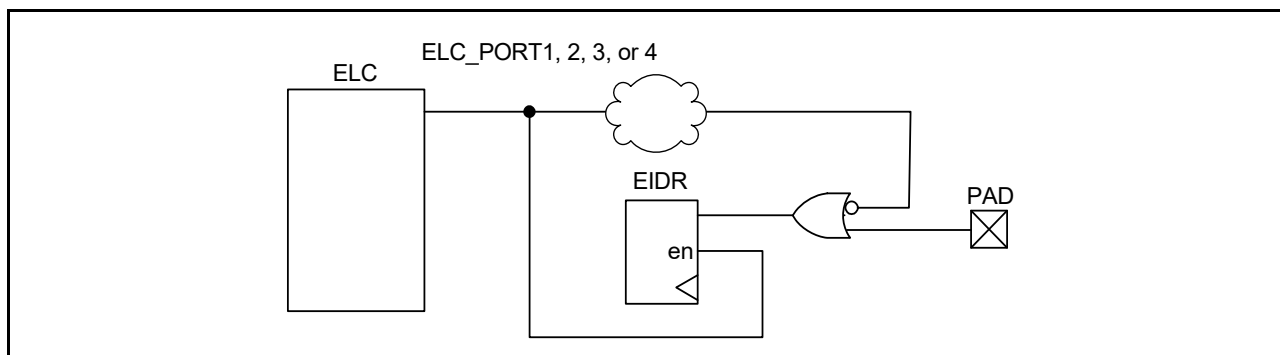 ELC_PORT1, 2, 3, or 4
ELC
EIDR
PAD
en